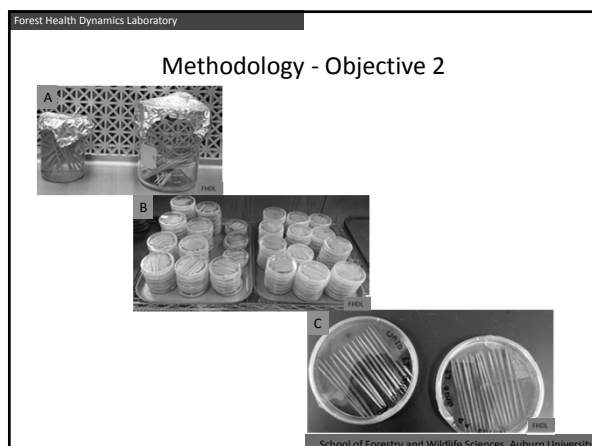 Forest Health Dynamics Laboratory
Methodology - Objective 2
A
FHDL
B
FHDL
C
FHDL
School of Forestry and Wildlife Sciences, Auburn University